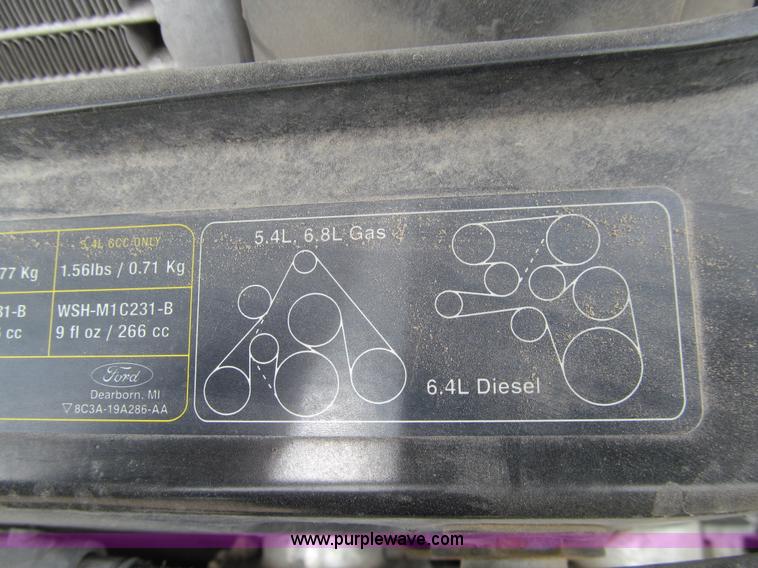 5.4L 6CC ONLY
77 Kg
1.56lbs / 0.71 Kg
31-B
WSH-M1C231-B
cc
9 fl oz / 266 cc
Ford
Dearborn, MI
▽8C3A-19A286-AA
5.4L, 6.8L Gas
6.4L Diesel
www.purplewave.com